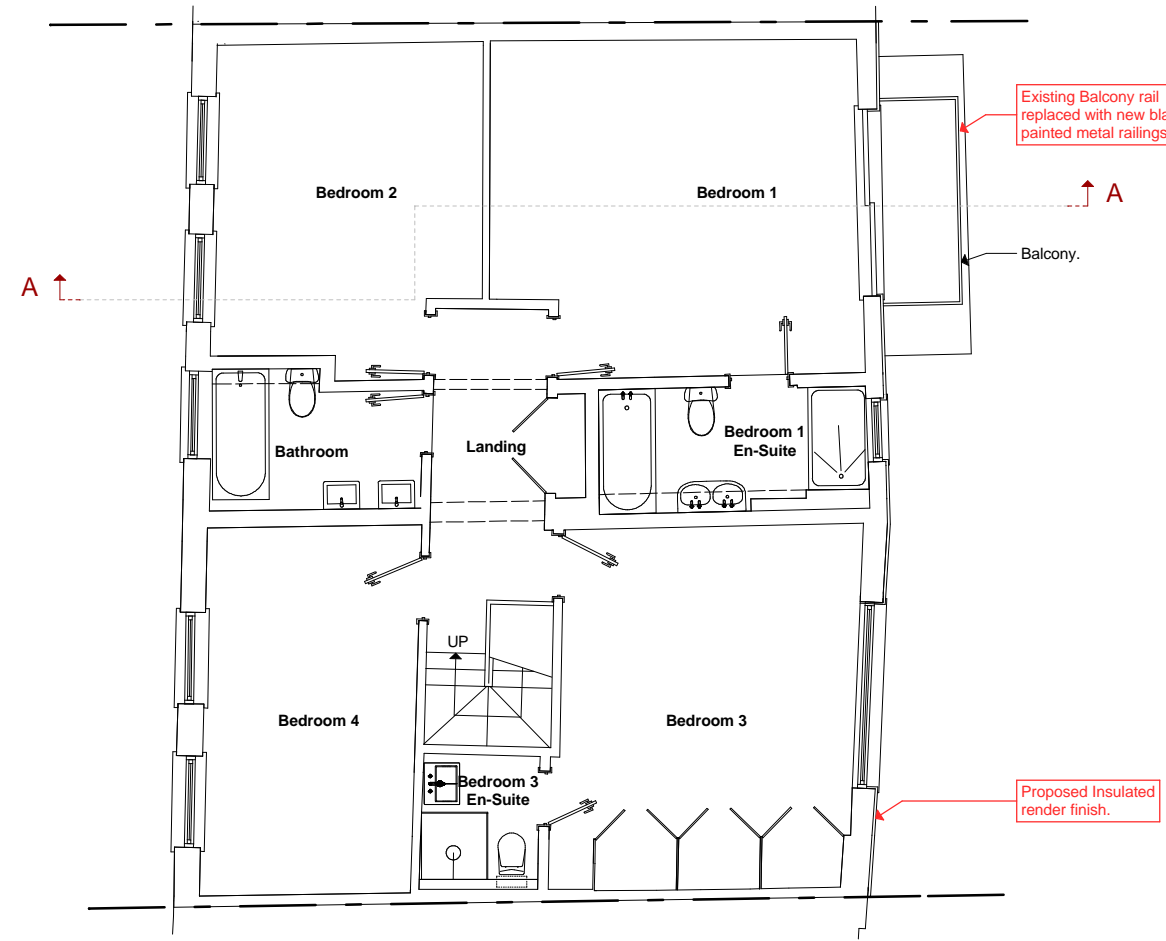 Existing Balcony rail
replaced with new bla
painted metal railings
Bedroom 2
Bedroom 1
A
Balcony.
A
Bathroom
Landing
Bedroom 1
En-Suite
UP
Bedroom 4
Bedroom 3
Bedroom 3
En-Suite
Proposed Insulated
render finish.